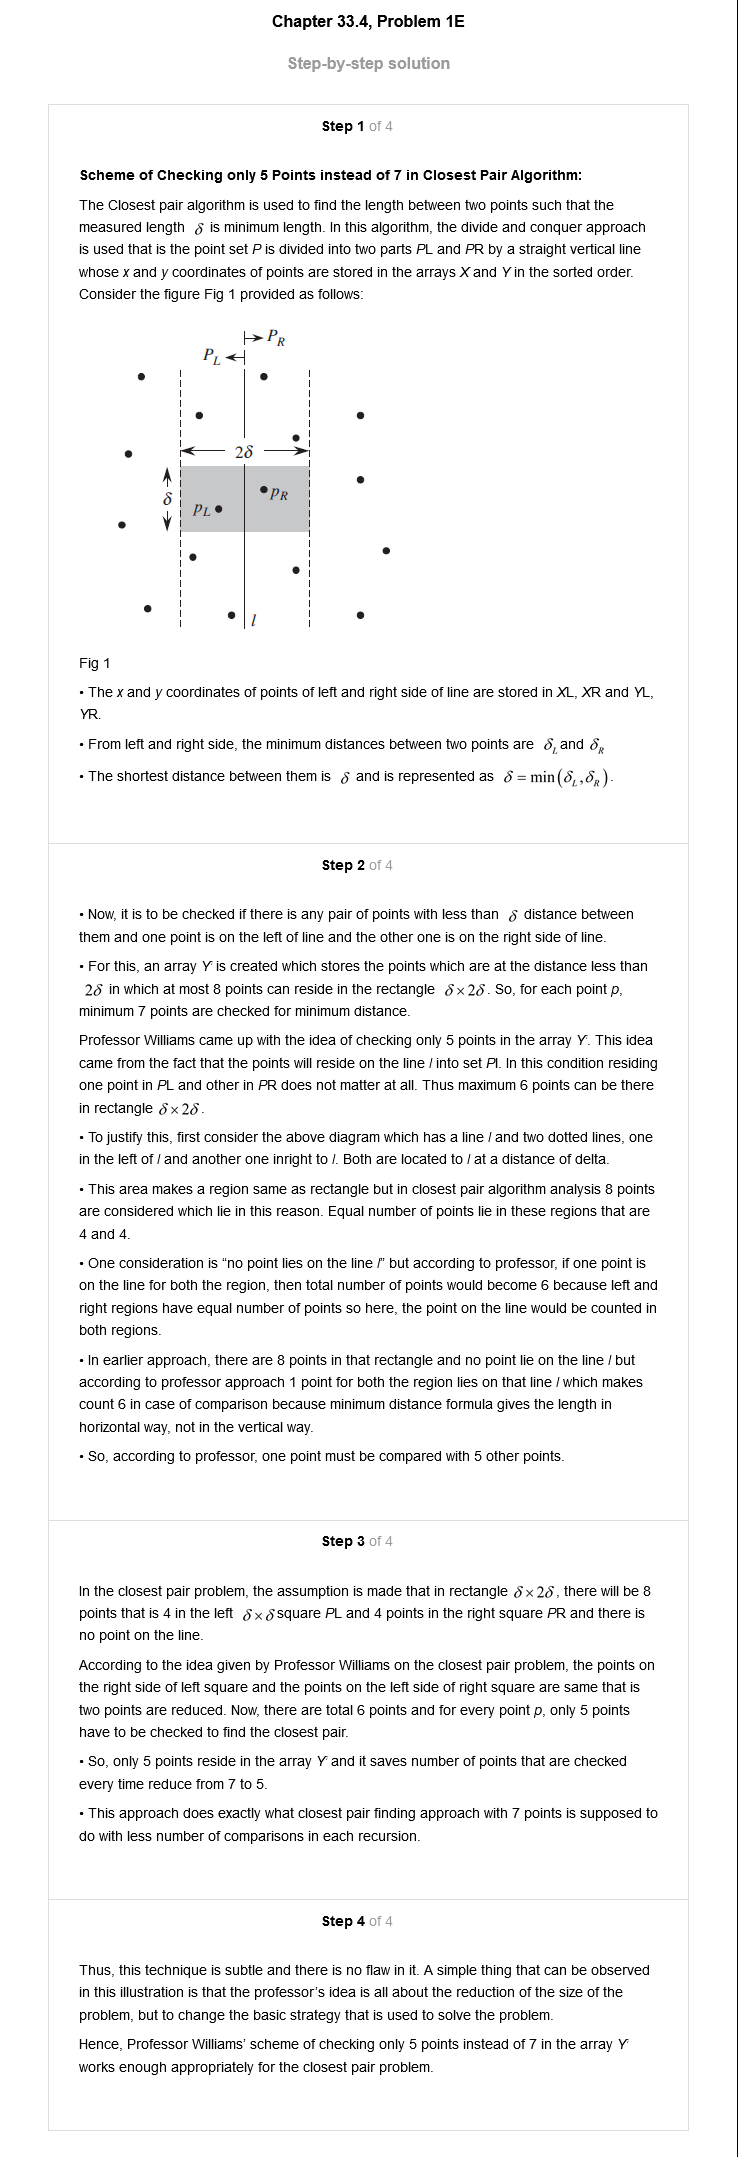 Chapter 33.4, Problem 1E
Step-by-step solution
Step 1 of 4
Scheme of Checking only 5 Points instead of 7 in Closest Pair Algorithm:
The Closest pair algorithm is used to find the length between two points such that the
measured length δ is minimum length. In this algorithm, the divide and conquer approach
is used that is the point set P is divided into two parts PL and PR by a straight vertical line
whose x and y coordinates of points are stored in the arrays X and Y in the sorted order.
Consider the figure Fig 1 provided as follows:
P_R
P_L
2δ
δ
p_R
p_L
l
Fig 1
• The x and y coordinates of points of left and right side of line are stored in XL, XR and YL,
YR.
• From left and right side, the minimum distances between two points are δ_L and δ_R
• The shortest distance between them is δ and is represented as δ = min(δ_L, δ_R).
Step 2 of 4
• Now, it is to be checked if there is any pair of points with less than δ distance between
them and one point is on the left of line and the other one is on the right side of line.
• For this, an array Y' is created which stores the points which are at the distance less than
2δ in which at most 8 points can reside in the rectangle δ×2δ. So, for each point p,
minimum 7 points are checked for minimum distance.
Professor Williams came up with the idea of checking only 5 points in the array Y'. This idea
came from the fact that the points will reside on the line l into set Pl. In this condition residing
one point in PL and other in PR does not matter at all. Thus maximum 6 points can be there
in rectangle δ×2δ.
• To justify this, first consider the above diagram which has a line l and two dotted lines, one
in the left of l and another one inright to l. Both are located to l at a distance of delta.
• This area makes a region same as rectangle but in closest pair algorithm analysis 8 points
are considered which lie in this reason. Equal number of points lie in these regions that are
4 and 4.
• One consideration is “no point lies on the line l” but according to professor, if one point is
on the line for both the region, then total number of points would become 6 because left and
right regions have equal number of points so here, the point on the line would be counted in
both regions.
• In earlier approach, there are 8 points in that rectangle and no point lie on the line l but
according to professor approach 1 point for both the region lies on that line l which makes
count 6 in case of comparison because minimum distance formula gives the length in
horizontal way, not in the vertical way.
• So, according to professor, one point must be compared with 5 other points.
Step 3 of 4
In the closest pair problem, the assumption is made that in rectangle δ×2δ, there will be 8
points that is 4 in the left δ×δ square PL and 4 points in the right square PR and there is
no point on the line.
According to the idea given by Professor Williams on the closest pair problem, the points on
the right side of left square and the points on the left side of right square are same that is
two points are reduced. Now, there are total 6 points and for every point p, only 5 points
have to be checked to find the closest pair.
• So, only 5 points reside in the array Y' and it saves number of points that are checked
every time reduce from 7 to 5.
• This approach does exactly what closest pair finding approach with 7 points is supposed to
do with less number of comparisons in each recursion.
Step 4 of 4
Thus, this technique is subtle and there is no flaw in it. A simple thing that can be observed
in this illustration is that the professor’s idea is all about the reduction of the size of the
problem, but to change the basic strategy that is used to solve the problem.
Hence, Professor Williams’ scheme of checking only 5 points instead of 7 in the array Y'
works enough appropriately for the closest pair problem.